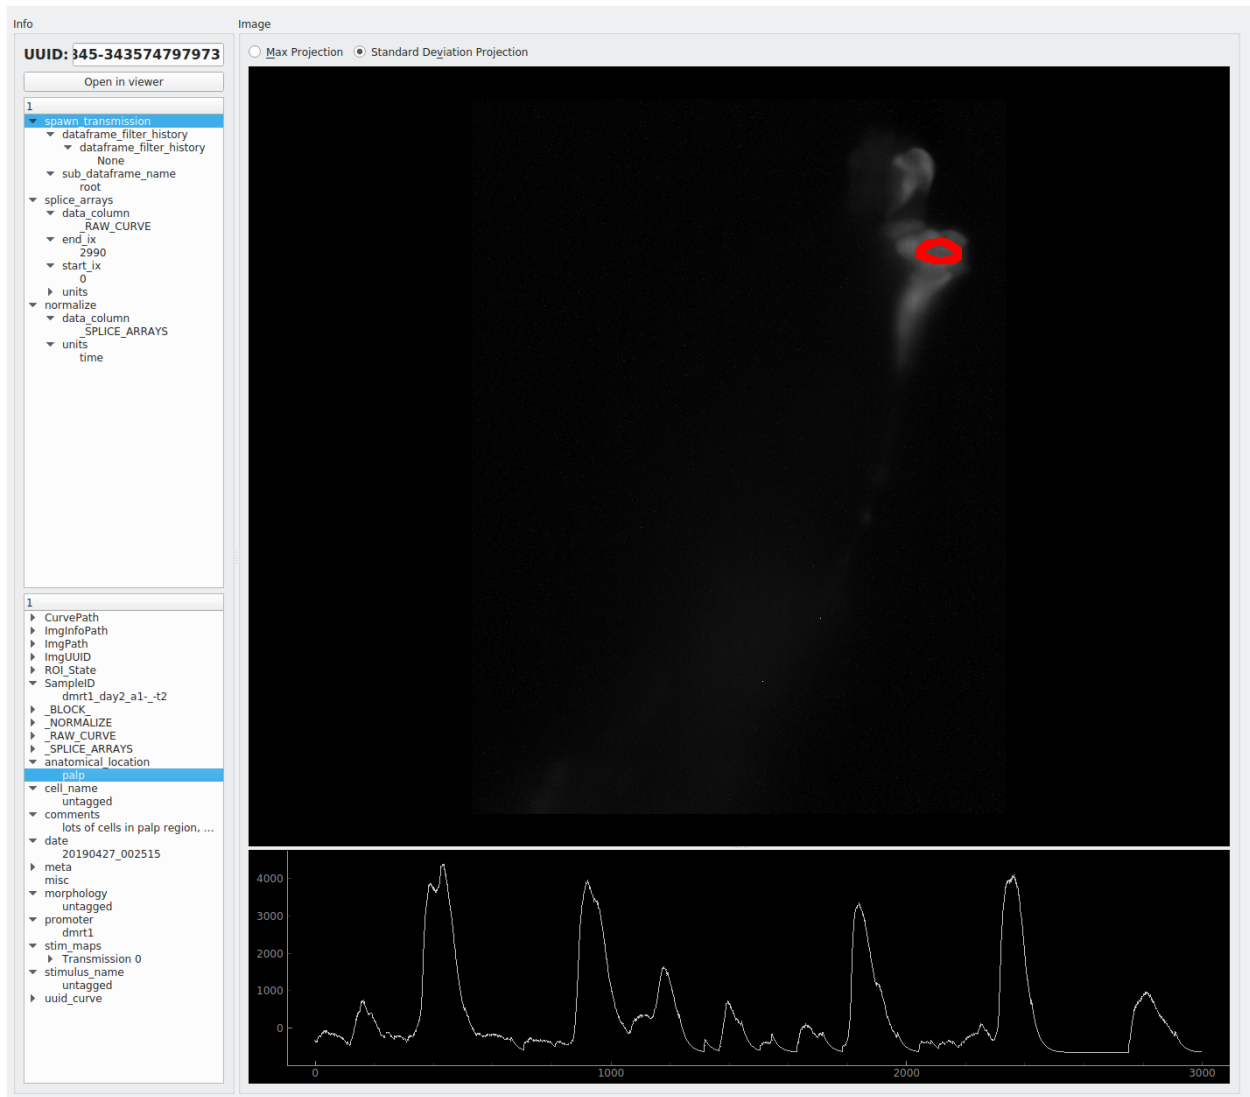 Info
Image
UUID: 345-343574797973
Open in viewer
Max Projection Standard Deviation Projection
1
spawn_transmission
dataframe_filter_history
dataframe_filter_history
None
sub_dataframe_name
root
splice_arrays
data_column
_RAW_CURVE
end_ix
2990
start_ix
0
units
normalize
data_column
_SPLICE_ARRAYS
units
time
1
CurvePath
ImgInfoPath
ImgPath
ImgUUID
ROI_State
SampleID
dmrt1_day2_a1-_-t2
_BLOCK_
_NORMALIZE
_RAW_CURVE
_SPLICE_ARRAYS
anatomical_location
palp
cell_name
untagged
comments
lots of cells in palp region, ...
date
20190427_002515
meta
misc
morphology
untagged
promoter
dmrt1
stim_maps
Transmission 0
stimulus_name
untagged
uuid_curve
4000
3000
2000
1000
0
0 1000 2000 3000